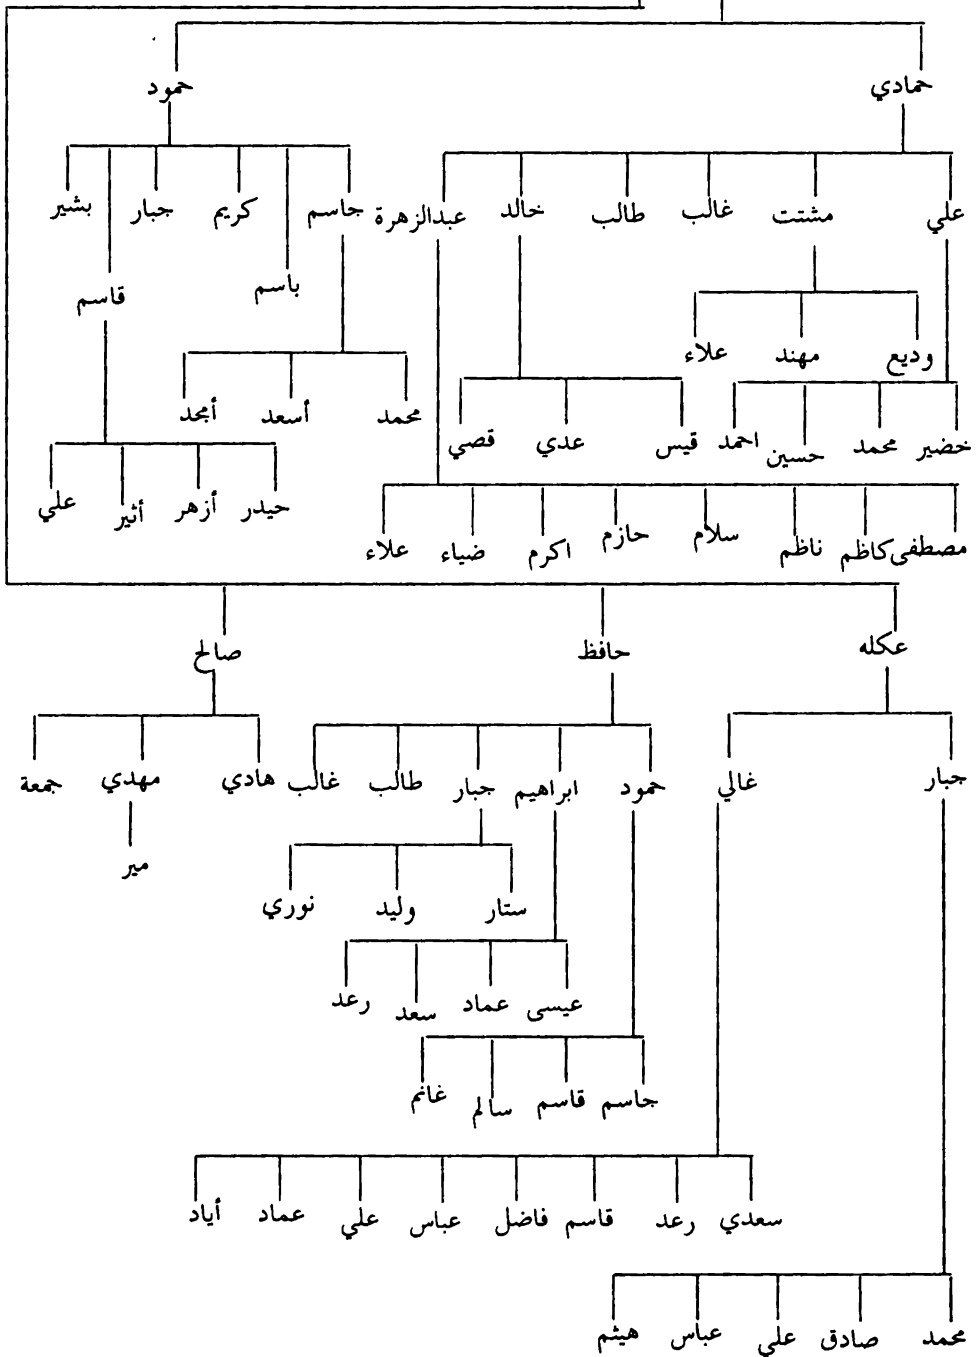 حمادي حمود
علي مشتت غالب طالب خالد عبدالزهرة جاسم كريم جبار بشير
باسم قاسم
وديع مهند علاء
محمد أسعد أمجد
خضير محمد حسين احمد قيس عدي قصي
حيدر أزهر أثير علي
مصطفى كاظم ناظم سلام حازم اكرم ضياء علاء
عكله حافظ صالح
جبار غالي حمود ابراهيم جبار طالب غالب هادي مهدي جمعة
مير
ستار وليد نوري
عيسى عماد سعد رعد
جاسم قاسم سالم غانم
سعدي رعد قاسم فاضل عباس علي عماد أياد
محمد صادق علي عباس هيثم